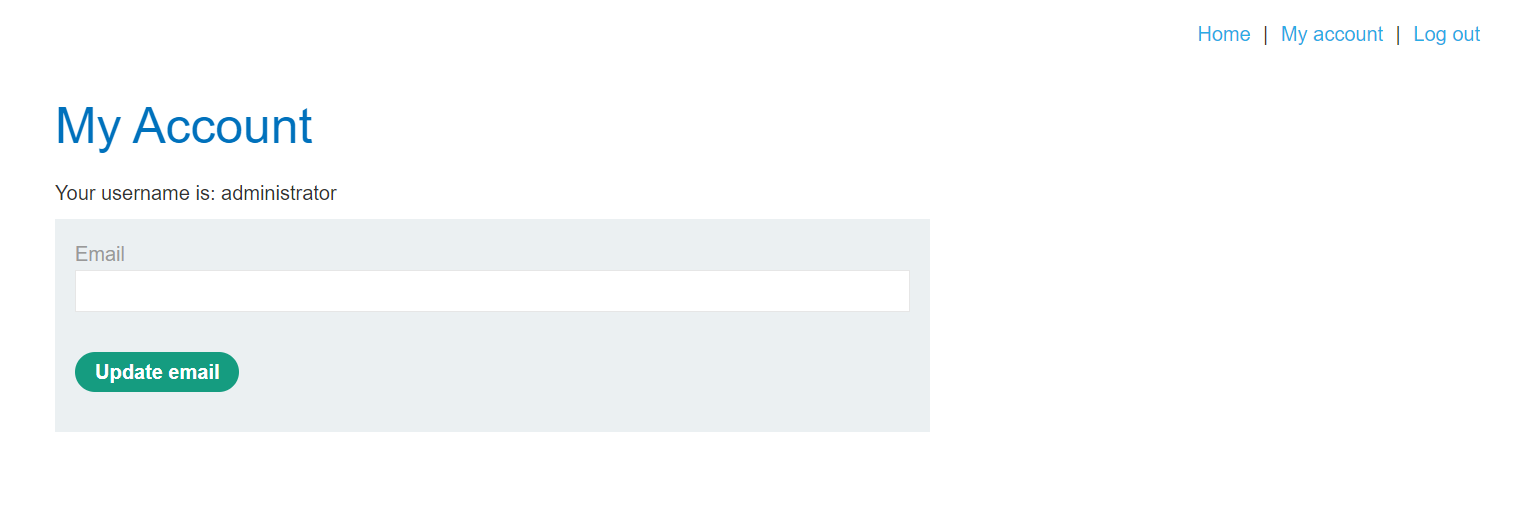 Home | My account | Log out
My Account
Your username is: administrator
Email
Update email